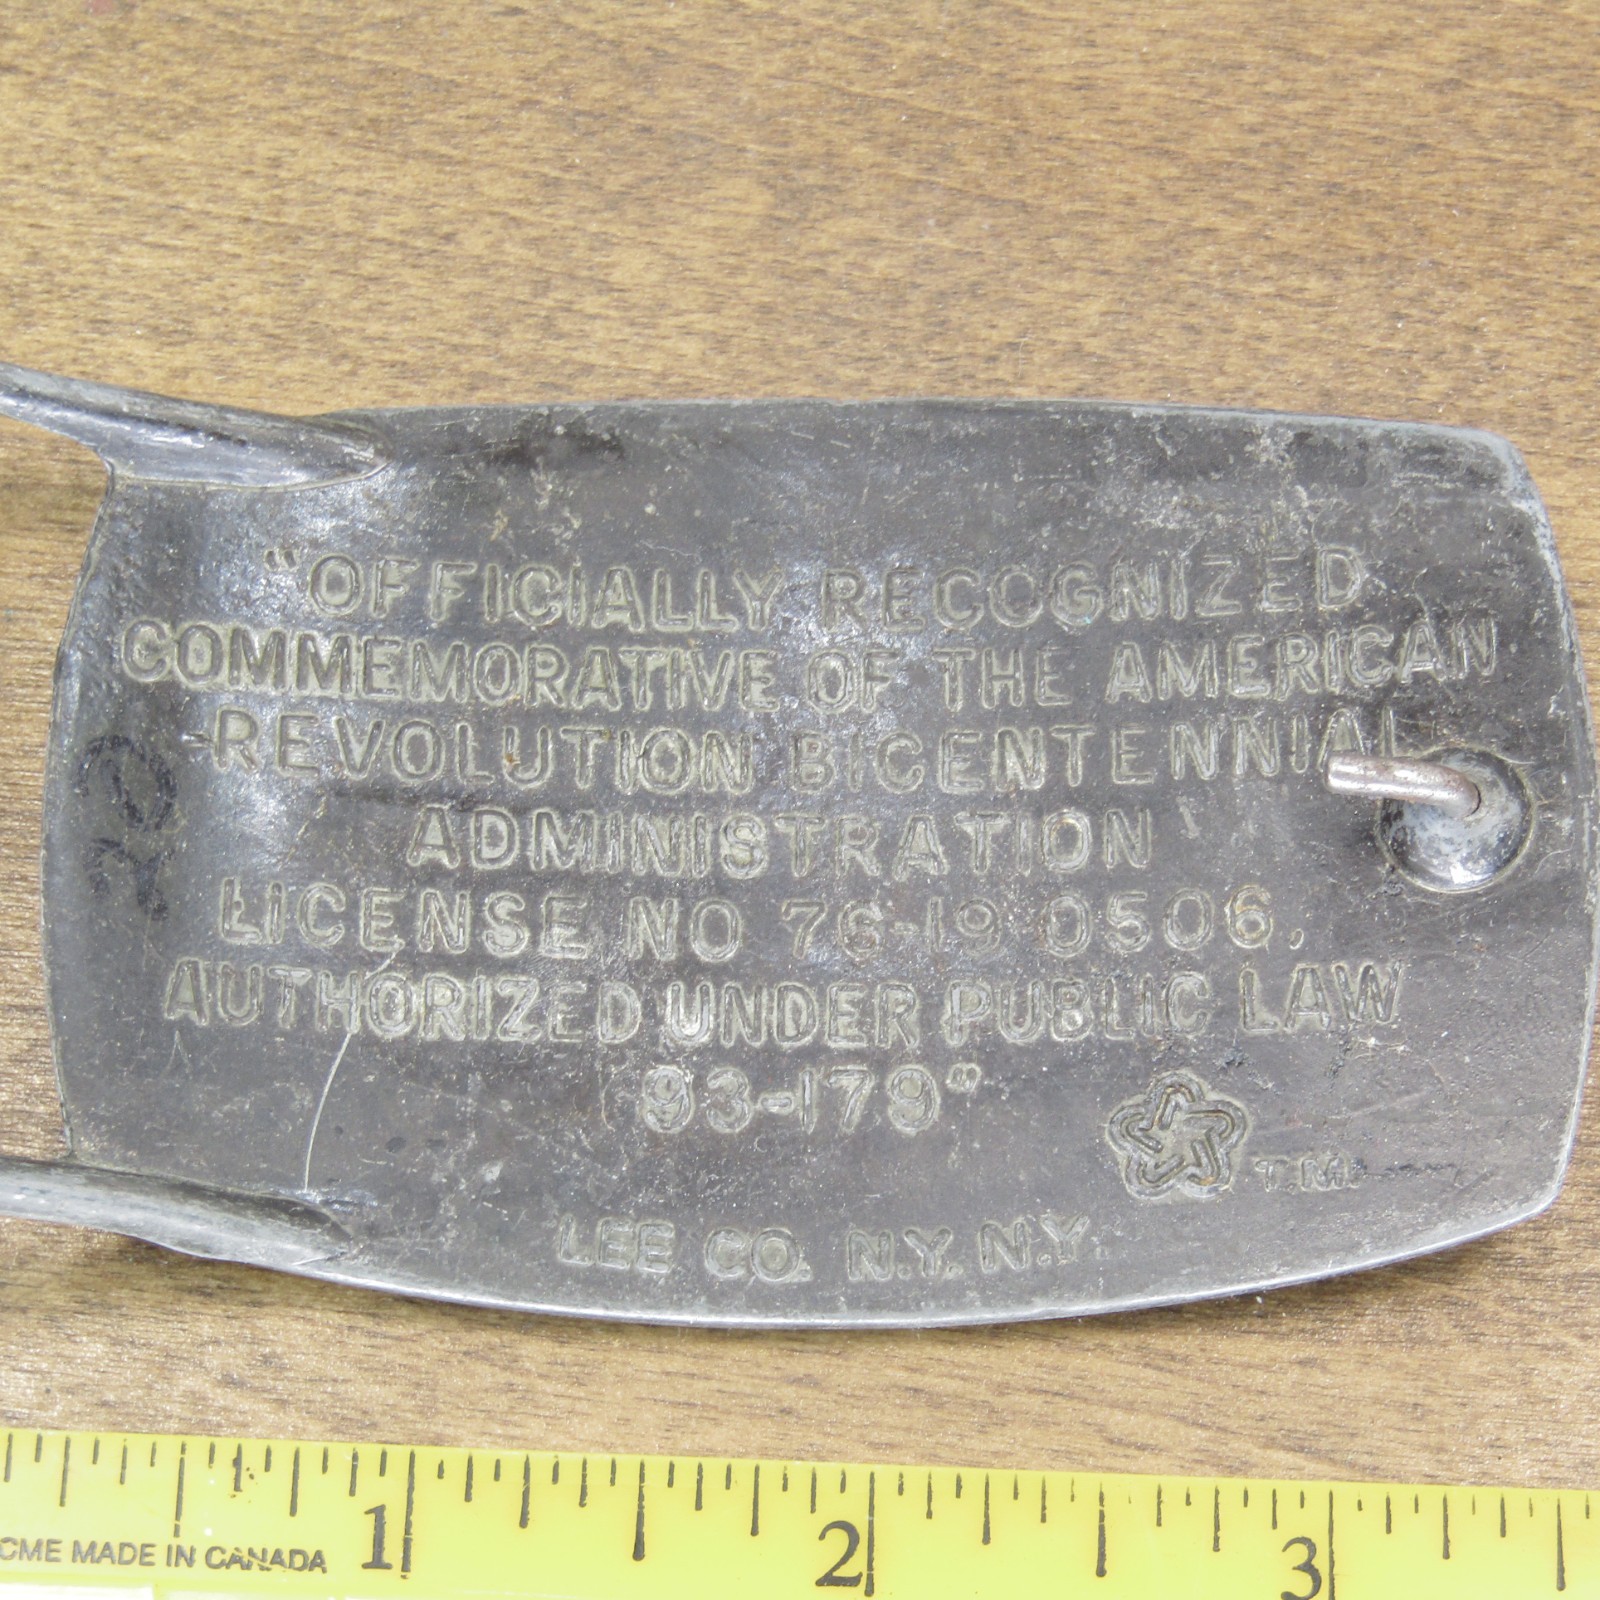 "OFFICIALLY RECOGNIZED
COMMEMORATIVE OF THE AMERICAN
REVOLUTION BICENTENNIAL
ADMINISTRATION
LICENSE NO 76-19 0506,
AUTHORIZED UNDER PUBLIC LAW
93-179"
T.M.
LEE CO. N.Y. N.Y.
CME MADE IN CANADA
1 2 3